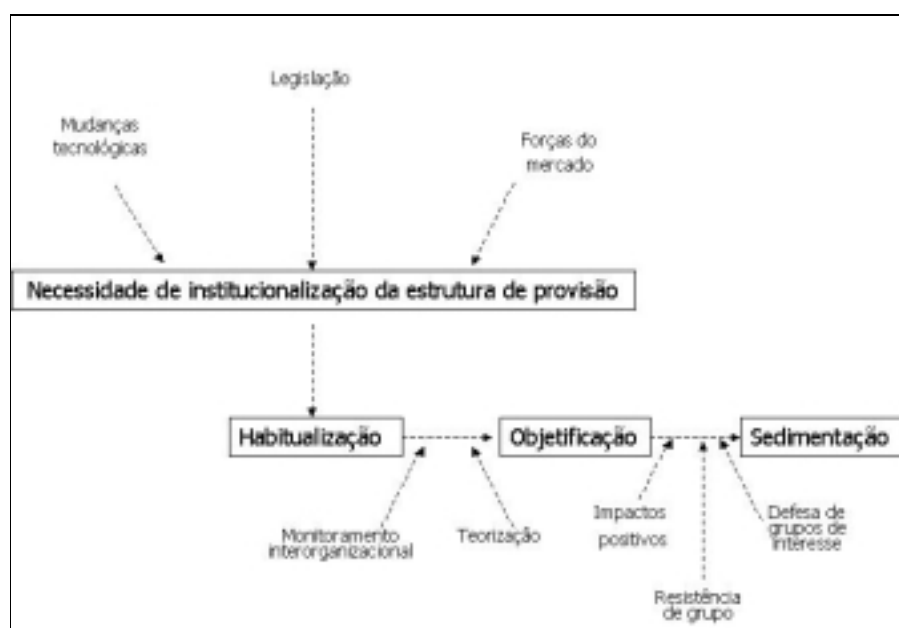 Legislação
Mudanças
tecnológicas
Forças do
mercado
Necessidade de institucionalização da estrutura de provisão
Habitualização
Objetificação
Sedimentação
Monitoramento
interorganizacional
Teorização
Impactos
positivos
Defesa de
grupos de
interesse
Resistência
de grupo